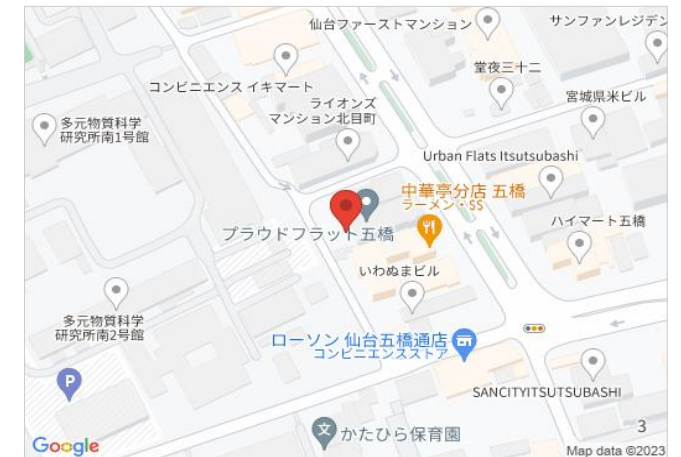 仙台ファーストマンション
サンファンレジデン
堂夜三十二
コンビニエンス イキマート
宮城県米ビル
ライオンズ
マンション北目町
多元物質科学
研究所南1号館
Urban Flats Itsutsubashi
中華亭分店 五橋
ラーメン・SS
ハイマート五橋
プラウドフラット五橋
いわぬまビル
多元物質科学
研究所南2号館
ローソン 仙台五橋通店
コンビニエンスストア
P
SANCITYITSUTSUBASHI
文 かたひら保育園
3
Google
Map data ©2023